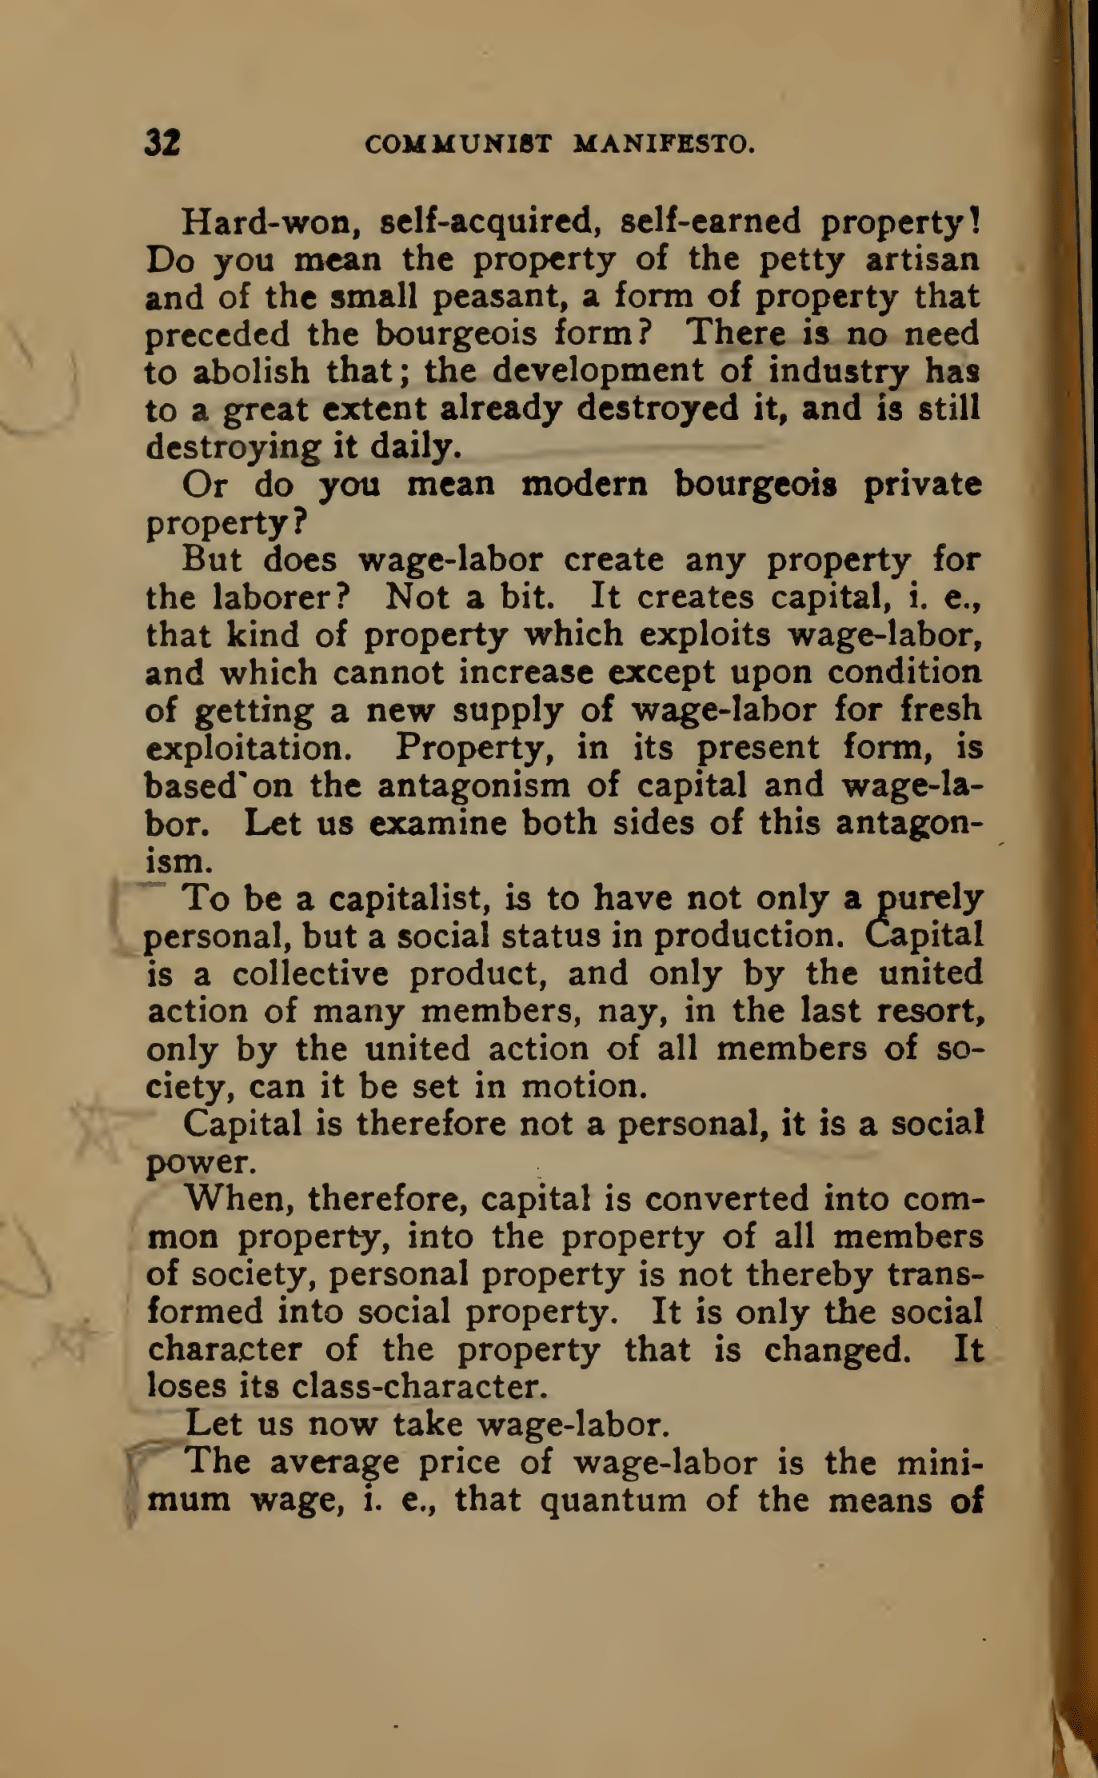 32 COMMUNIST MANIFESTO.
Hard-won, self-acquired, self-earned property!
Do you mean the property of the petty artisan
and of the small peasant, a form of property that
preceded the bourgeois form? There is no need
to abolish that; the development of industry has
to a great extent already destroyed it, and is still
destroying it daily.
Or do you mean modern bourgeois private
property?
But does wage-labor create any property for
the laborer? Not a bit. It creates capital, i. e.,
that kind of property which exploits wage-labor,
and which cannot increase except upon condition
of getting a new supply of wage-labor for fresh
exploitation. Property, in its present form, is
based on the antagonism of capital and wage-la-
bor. Let us examine both sides of this antagon-
ism.
To be a capitalist, is to have not only a purely
personal, but a social status in production. Capital
is a collective product, and only by the united
action of many members, nay, in the last resort,
only by the united action of all members of so-
ciety, can it be set in motion.
Capital is therefore not a personal, it is a social
power.
When, therefore, capital is converted into com-
mon property, into the property of all members
of society, personal property is not thereby trans-
formed into social property. It is only the social
character of the property that is changed. It
loses its class-character.
Let us now take wage-labor.
The average price of wage-labor is the mini-
mum wage, i. e., that quantum of the means of